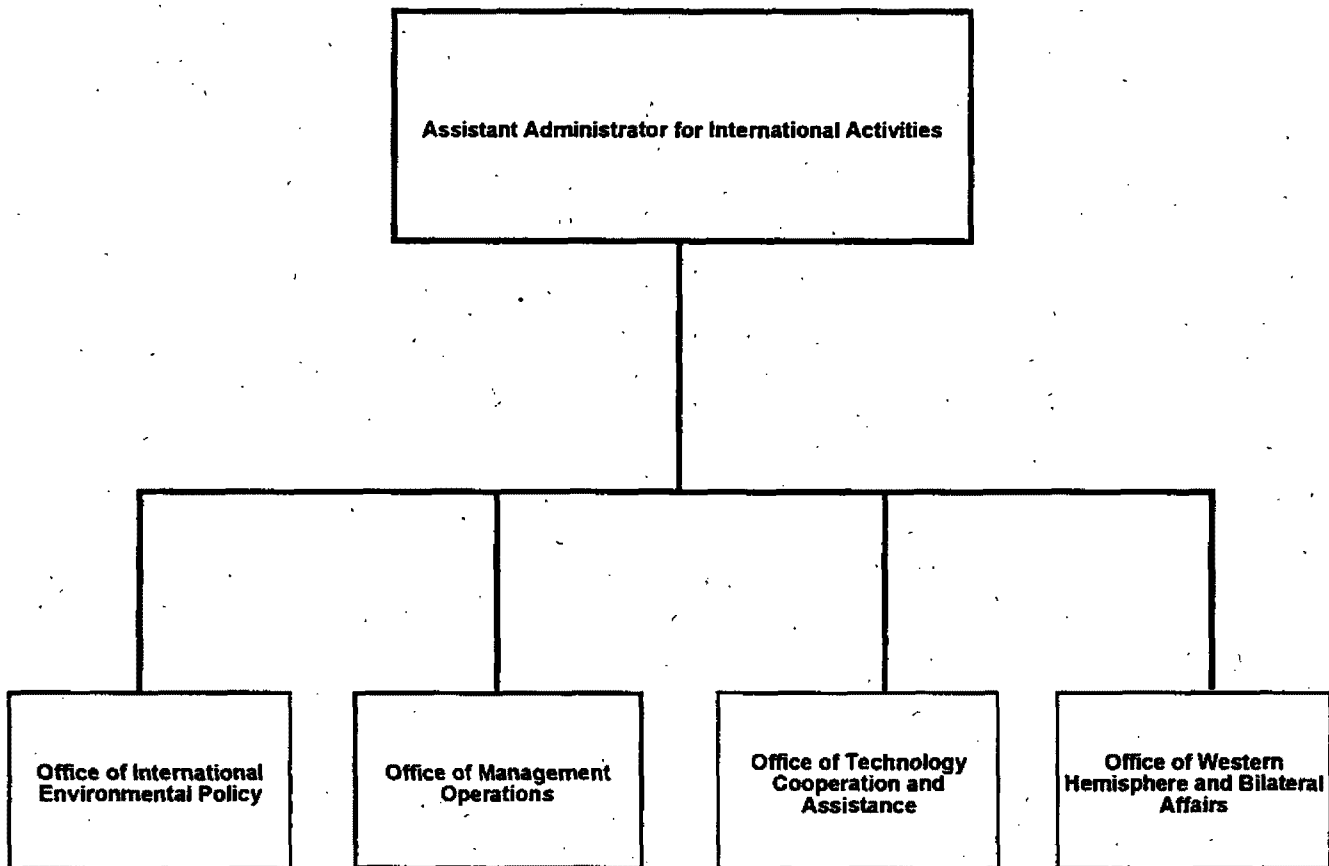 Assistant Administrator for International Activities
Office of International
Environmental Policy
Office of Management
Operations
Office of Technology
Cooperation and
Assistance
Office of Western
Hemisphere and Bilateral
Affairs